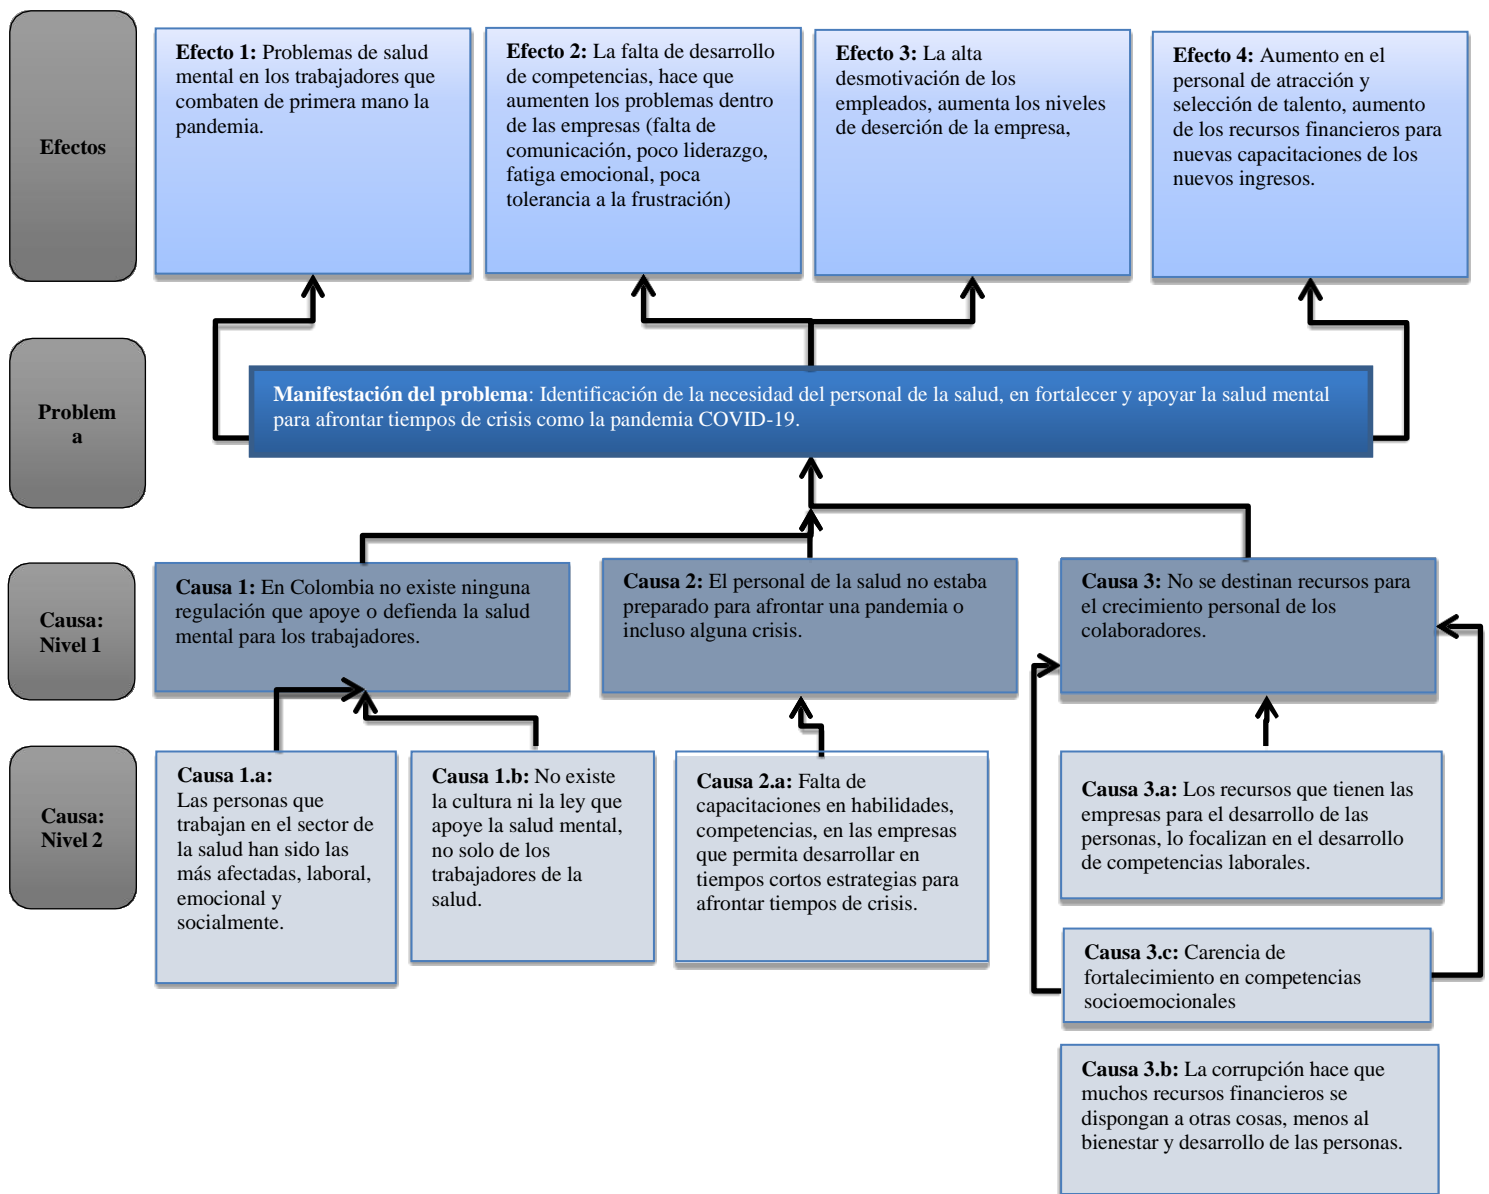 Efectos
Efecto 1: Problemas de salud
mental en los trabajadores que
combaten de primera mano la
pandemia.
Efecto 2: La falta de desarrollo
de competencias, hace que
aumenten los problemas dentro
de las empresas (falta de
comunicación, poco liderazgo,
fatiga emocional, poca
tolerancia a la frustración)
Efecto 3: La alta
desmotivación de los
empleados, aumenta los niveles
de deserción de la empresa,
Efecto 4: Aumento en el
personal de atracción y
selección de talento, aumento
de los recursos financieros para
nuevas capacitaciones de los
nuevos ingresos.
Problem
a
Manifestación del problema: Identificación de la necesidad del personal de la salud, en fortalecer y apoyar la salud mental
para afrontar tiempos de crisis como la pandemia COVID-19.
Causa:
Nivel 1
Causa 1: En Colombia no existe ninguna
regulación que apoye o defienda la salud
mental para los trabajadores.
Causa 2: El personal de la salud no estaba
preparado para afrontar una pandemia o
incluso alguna crisis.
Causa 3: No se destinan recursos para
el crecimiento personal de los
colaboradores.
Causa:
Nivel 2
Causa 1.a:
Las personas que
trabajan en el sector de
la salud han sido las
más afectadas, laboral,
emocional y
socialmente.
Causa 1.b: No existe
la cultura ni la ley que
apoye la salud mental,
no solo de los
trabajadores de la
salud.
Causa 2.a: Falta de
capacitaciones en habilidades,
competencias, en las empresas
que permita desarrollar en
tiempos cortos estrategias para
afrontar tiempos de crisis.
Causa 3.a: Los recursos que tienen las
empresas para el desarrollo de las
personas, lo focalizan en el desarrollo
de competencias laborales.
Causa 3.c: Carencia de
fortalecimiento en competencias
socioemocionales
Causa 3.b: La corrupción hace que
muchos recursos financieros se
dispongan a otras cosas, menos al
bienestar y desarrollo de las personas.